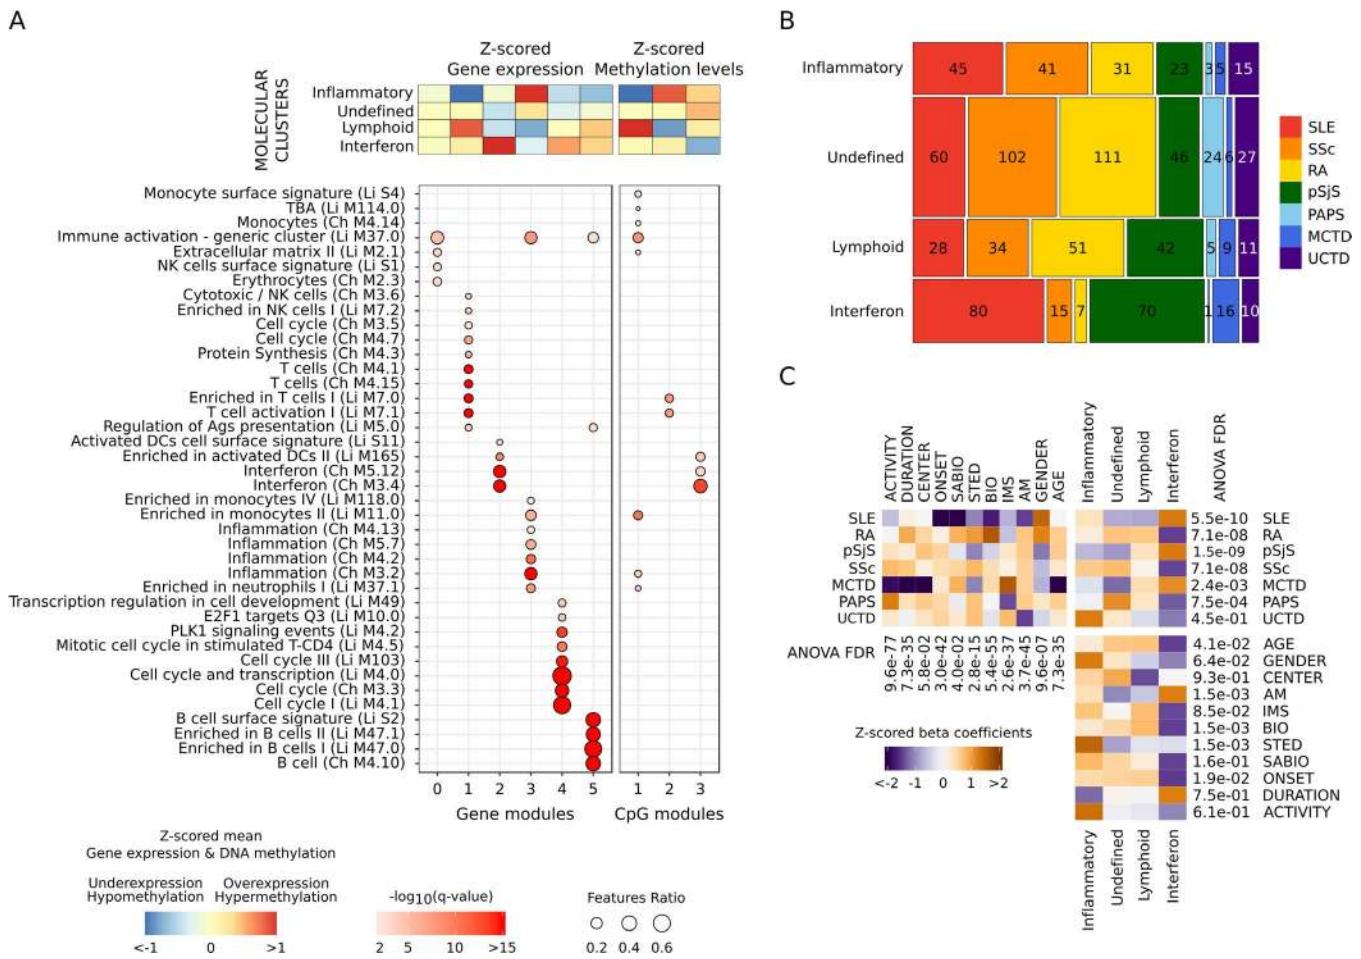 A
Z-scored
Gene expression
Z-scored
Methylation levels
MOLECULAR
CLUSTERS
Inflammatory
Undefined
Lymphoid
Interferon
Monocyte surface signature (Li S4)
TBA (Li M114.0)
Monocytes (Ch M4.14)
Immune activation - generic cluster (Li M37.0)
Extracellular matrix II (Li M2.1)
NK cells surface signature (Li S1)
Erythrocytes (Ch M2.3)
Cytotoxic / NK cells (Ch M3.6)
Enriched in NK cells I (Li M7.2)
Cell cycle (Ch M3.5)
Cell cycle (Ch M4.7)
Protein Synthesis (Ch M4.3)
T cells (Ch M4.1)
T cells (Ch M4.15)
Enriched in T cells I (Li M7.0)
T cell activation I (Li M7.1)
Regulation of Ags presentation (Li M5.0)
Activated DCs cell surface signature (Li S11)
Enriched in activated DCs II (Li M165)
Interferon (Ch M5.12)
Interferon (Ch M3.4)
Enriched in monocytes IV (Li M118.0)
Enriched in monocytes II (Li M11.0)
Inflammation (Ch M4.13)
Inflammation (Ch M5.7)
Inflammation (Ch M4.2)
Inflammation (Ch M3.2)
Enriched in neutrophils I (Li M37.1)
Transcription regulation in cell development (Li M49)
E2F1 targets Q3 (Li M10.0)
PLK1 signaling events (Li M4.2)
Mitotic cell cycle in stimulated T-CD4 (Li M4.5)
Cell cycle III (Li M103)
Cell cycle and transcription (Li M4.0)
Cell cycle (Ch M3.3)
Cell cycle I (Li M4.1)
B cell surface signature (Li S2)
Enriched in B cells II (Li M47.1)
Enriched in B cells I (Li M47.0)
B cell (Ch M4.10)
0 1 2 3 4 5 1 2 3
Gene modules CpG modules
Z-scored mean
Gene expression & DNA methylation
Underexpression Overexpression
Hypomethylation Hypermethylation
<-1 0 >1
-log10(q-value)
2 5 10 >15
Features Ratio
0.2 0.4 0.6
B
Inflammatory 45 41 31 23 3 5 15
Undefined 60 102 111 46 24 6 27
Lymphoid 28 34 51 42 5 9 11
Interferon 80 15 7 70 1 16 10
SLE
SSc
RA
pSjS
PAPS
MCTD
UCTD
C
ACTIVITY
DURATION
CENTER
ONSET
SABIO
STED
BIO
IMS
AM
GENDER
AGE
SLE
RA
pSjS
SSc
MCTD
PAPS
UCTD
ANOVA FDR
9.6e-77
7.3e-35
5.8e-02
3.0e-42
4.0e-02
2.8e-15
5.4e-55
2.6e-37
3.7e-45
9.6e-07
7.3e-35
Z-scored beta coefficients
<-2 -1 0 1 >2
Inflammatory
Undefined
Lymphoid
Interferon
ANOVA FDR
5.5e-10 SLE
7.1e-08 RA
1.5e-09 pSjS
7.1e-08 SSc
2.4e-03 MCTD
7.5e-04 PAPS
4.5e-01 UCTD
4.1e-02 AGE
6.4e-02 GENDER
9.3e-01 CENTER
1.5e-03 AM
8.5e-02 IMS
1.5e-03 BIO
1.5e-03 STED
1.6e-01 SABIO
1.9e-02 ONSET
7.5e-01 DURATION
6.1e-01 ACTIVITY
Inflammatory
Undefined
Lymphoid
Interferon